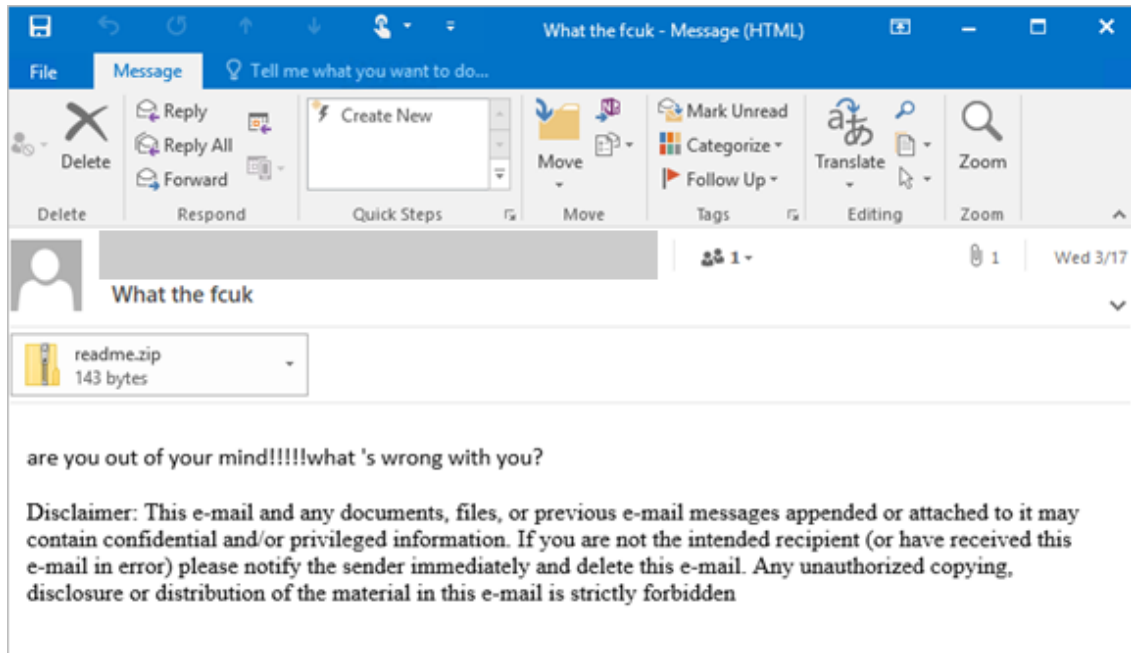 What the fcuk - Message (HTML)
File Message Tell me what you want to do...
Delete
Reply
Reply All
Forward
Create New
Move
Mark Unread
Categorize
Follow Up
Translate
Zoom
Delete Respond Quick Steps Move Tags Editing Zoom
1 1 Wed 3/17
What the fcuk
readme.zip
143 bytes
are you out of your mind!!!!!what 's wrong with you?
Disclaimer: This e-mail and any documents, files, or previous e-mail messages appended or attached to it may
contain confidential and/or privileged information. If you are not the intended recipient (or have received this
e-mail in error) please notify the sender immediately and delete this e-mail. Any unauthorized copying,
disclosure or distribution of the material in this e-mail is strictly forbidden